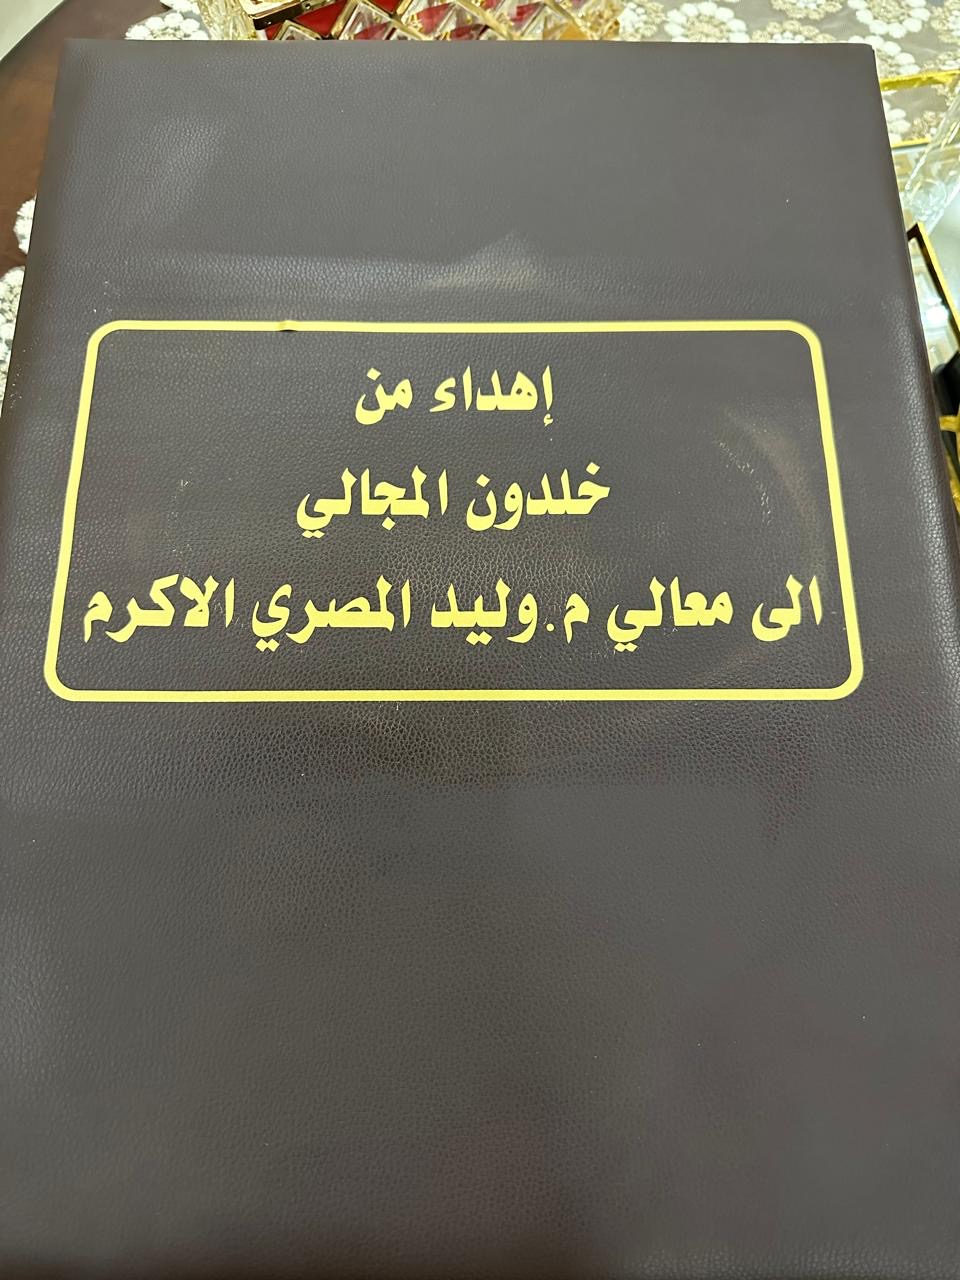 إهداء من
خلدون المجالي
الى معالي م.وليد المصري الاكرم